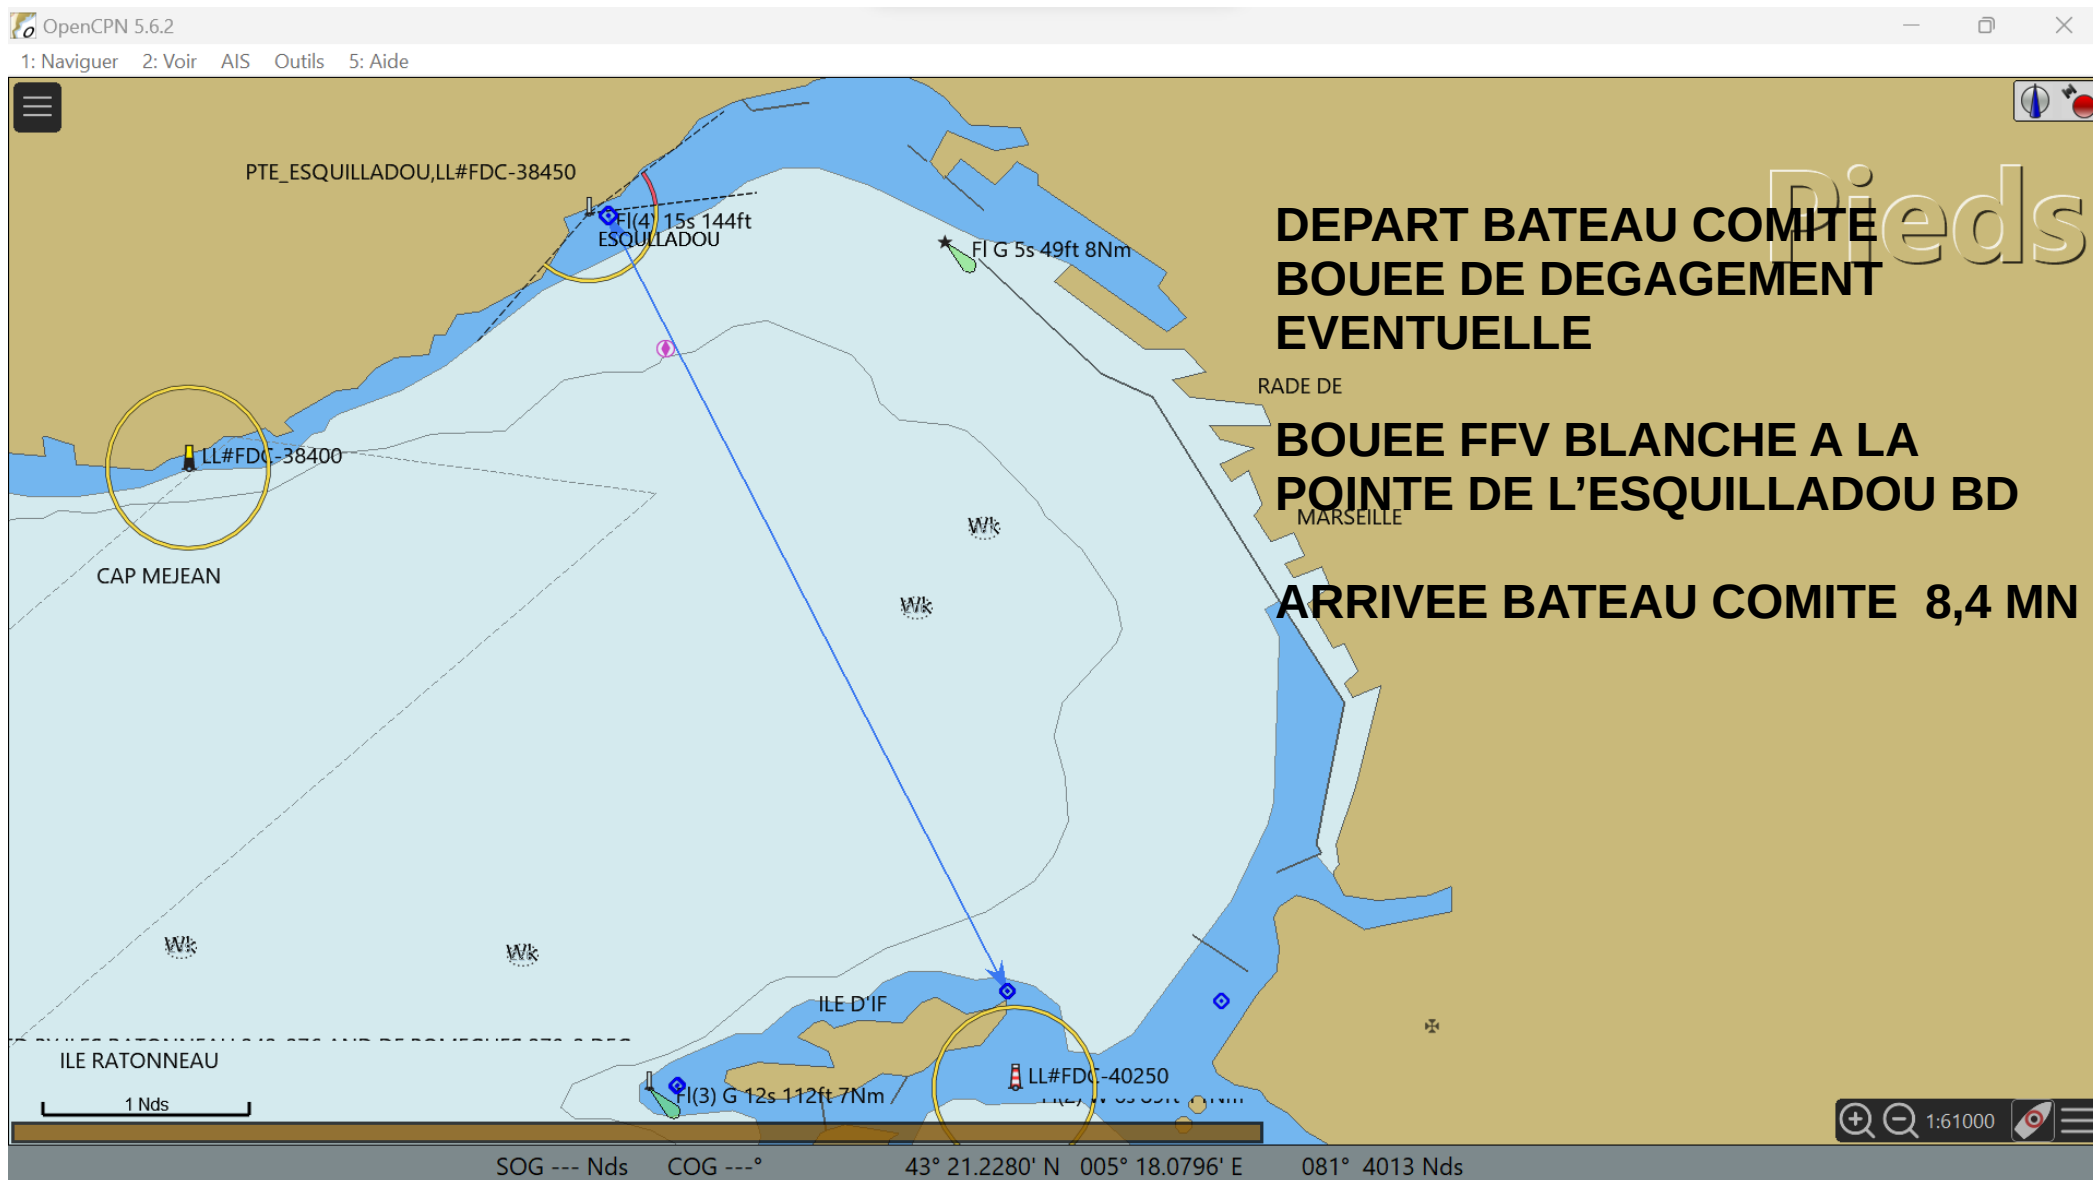 OpenCPN 5.6.2
1: Naviguer 2: Voir AIS Outils 5: Aide
PTE_ESQUILLADOU,LL#FDC-38450
Fl(4) 15s 144ft
ESQUILLADOU
Fl G 5s 49ft 8Nm
Pieds
DEPART BATEAU COMITE
BOUEE DE DEGAGEMENT
EVENTUELLE
RADE DE
BOUEE FFV BLANCHE A LA
POINTE DE L’ESQUILLADOU BD
MARSEILLE
LL#FDC-38400
Wk
CAP MEJEAN
Wk
ARRIVEE BATEAU COMITE 8,4 MN
Wk
Wk
ILE D'IF
ILE RATONNEAU
LL#FDC-40250
Fl(3) G 12s 112ft 7Nm
1 Nds
1:61000
SOG --- Nds COG ---° 43° 21.2280' N 005° 18.0796' E 081° 4013 Nds